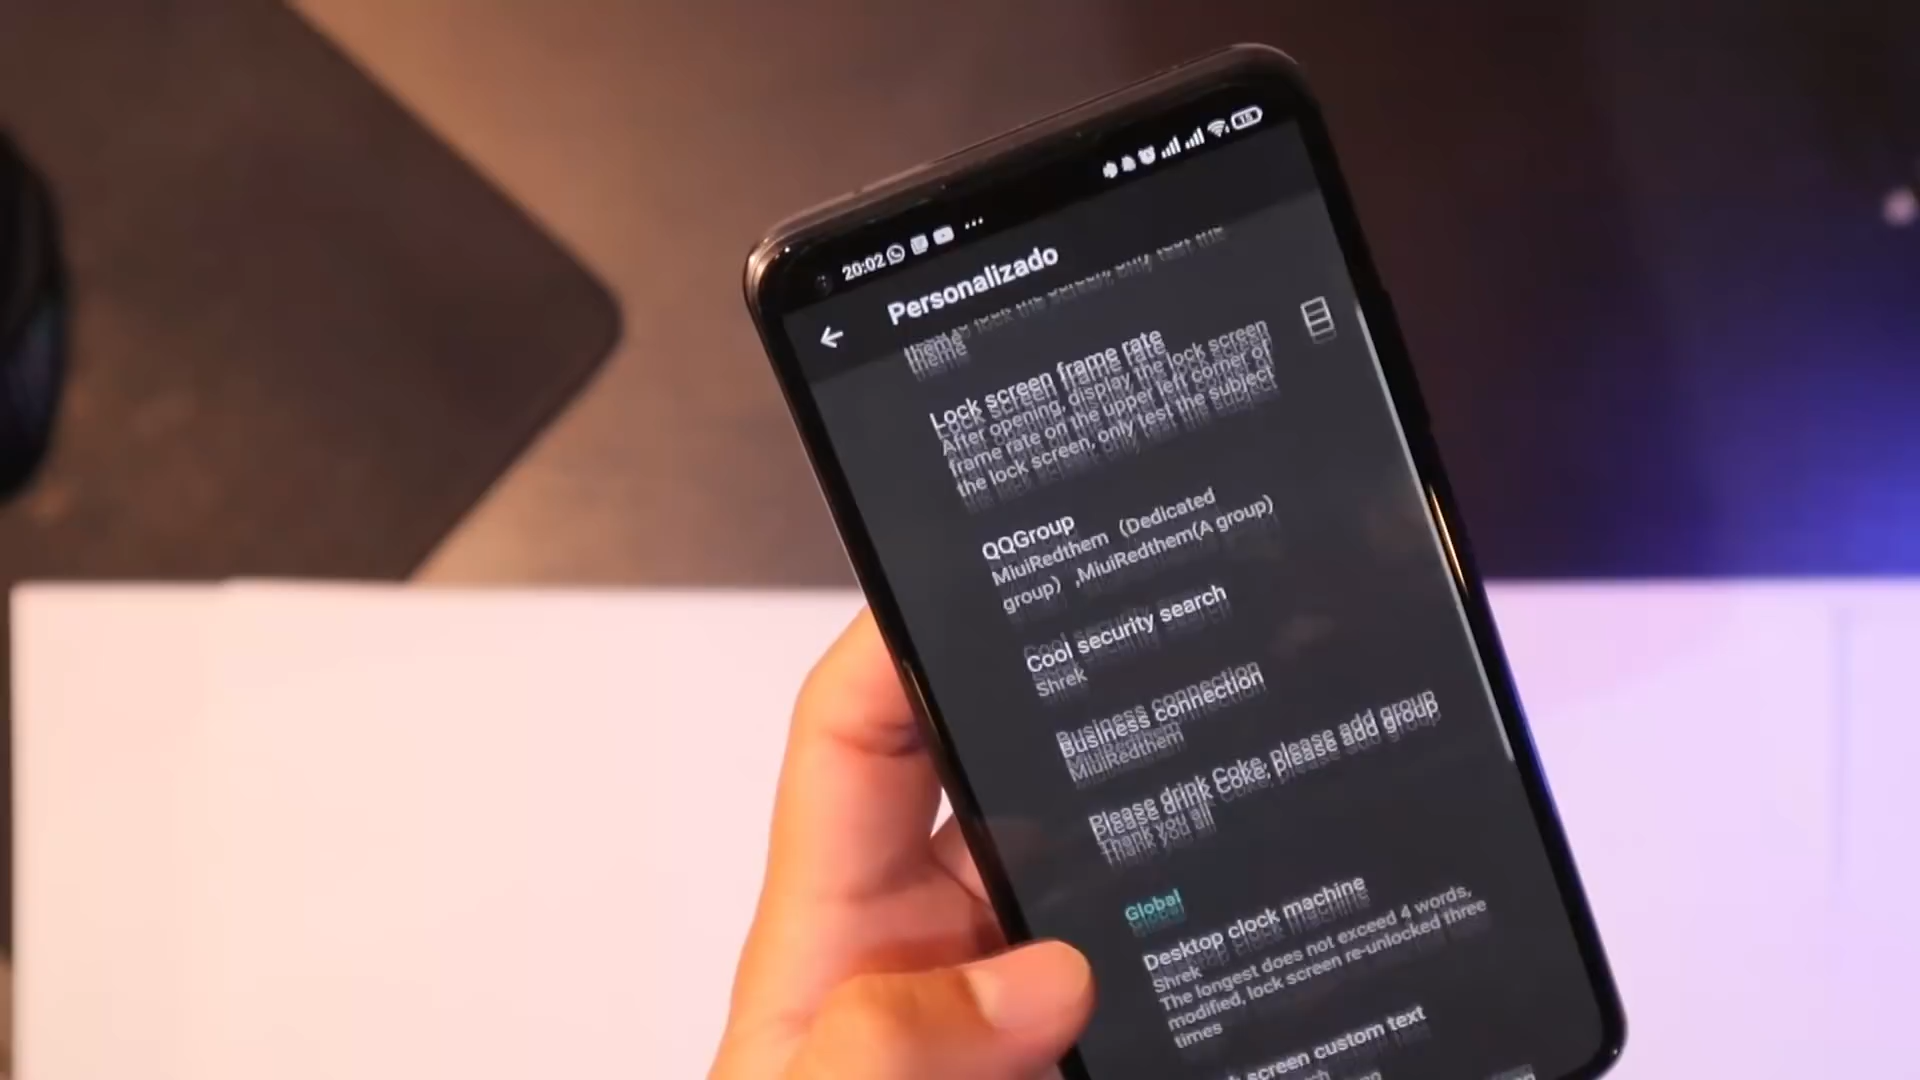 20:02
15
Personalizado
theme
Lock screen frame rate
After opening, display the lock screen
frame rate on the upper left corner of
the lock screen, only test the subject
QQGroup
MiuiRedthem （Dedicated
group） ,MiuiRedthem(A group)
Cool security search
Shrek
Business connection
MiuiRedthem
Please drink Coke, please add group
Thank you all
Global
Desktop clock machine
Shrek
The longest does not exceed 4 words,
modified, lock screen re-unlocked three
times
screen custom text